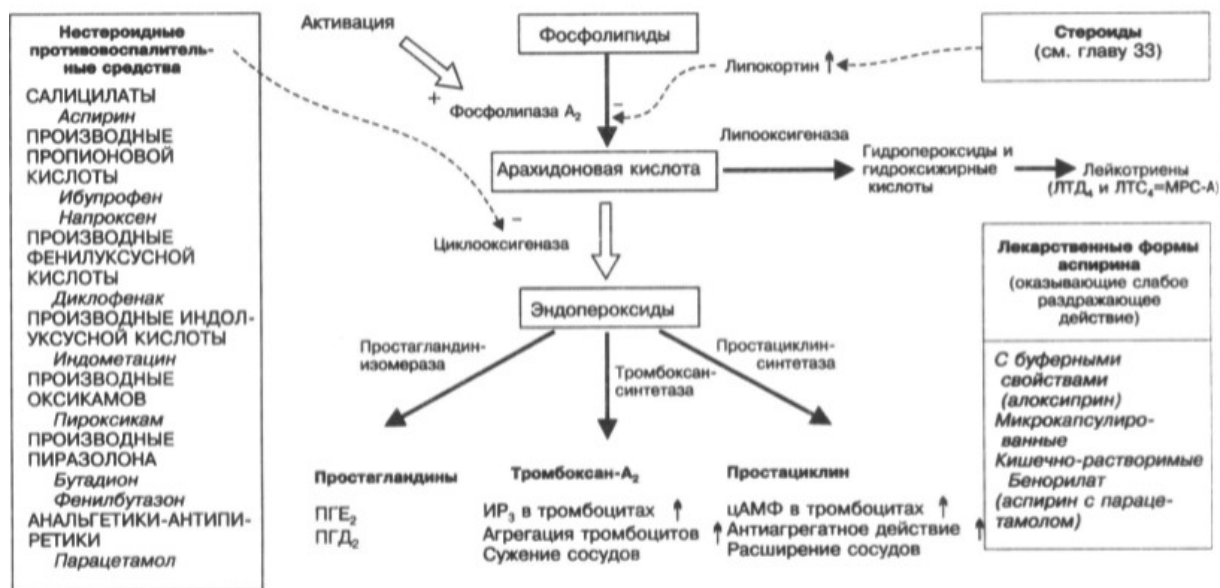 Нестероидные
противовоспалитель-
ные средства
САЛИЦИЛАТЫ
Аспирин
ПРОИЗВОДНЫЕ
ПРОПИОНОВОЙ
КИСЛОТЫ
Ибупрофен
Напроксен
ПРОИЗВОДНЫЕ
ФЕНИЛУКСУСНОЙ
КИСЛОТЫ
Диклофенак
ПРОИЗВОДНЫЕ ИНДОЛ-
УКСУСНОЙ КИСЛОТЫ
Индометацин
ПРОИЗВОДНЫЕ
ОКСИКАМОВ
Пироксикам
ПРОИЗВОДНЫЕ
ПИРАЗОЛОНА
Бутадион
Фенилбутазон
АНАЛЬГЕТИКИ-АНТИПИ-
РЕТИКИ
Парацетамол
Активация
+
Фосфолипиды
Фосфолипаза А₂
−
Липокортин ↑
Стероиды
(см. главу 33)
Арахидоновая кислота
Липооксигеназа
Гидропероксиды и
гидроксижирные
кислоты
Лейкотриены
(ЛТД₄ и ЛТС₄=МРС-А)
−
Циклооксигеназа
Эндопероксиды
Простагландин-
изомераза
Тромбоксан-
синтетаза
Простациклин-
синтетаза
Простагландины
ПГЕ₂
ПГД₂
Тромбоксан-А₂
ИР₃ в тромбоцитах ↑
Агрегация тромбоцитов ↑
Сужение сосудов
Простациклин
цАМФ в тромбоцитах ↑
Антиагрегатное действие ↑
Расширение сосудов
Лекарственные формы
аспирина
(оказывающие слабое
раздражающее
действие)
С буферными
свойствами
(алоксиприн)
Микрокапсулиро-
ванные
Кишечно-растворимые
Бенорилат
(аспирин с параце-
тамолом)